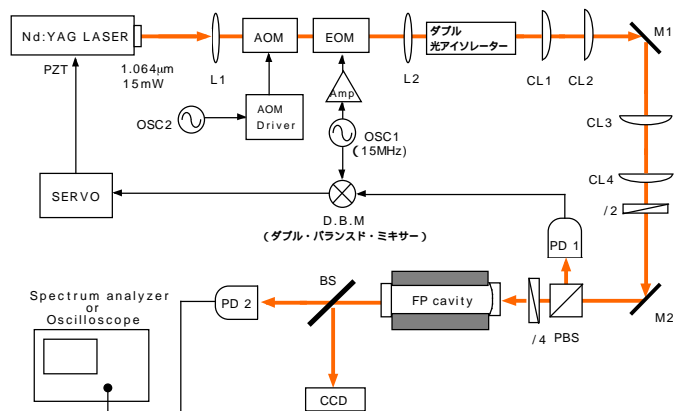 Nd:YAG LASER
PZT
1.064μm
15mW
L1
AOM
EOM
L2
ダブル
光アイソレーター
CL1
CL2
M1
Amp
AOM
Driver
OSC2
OSC1
(15MHz)
CL3
CL4
/2
SERVO
D.B.M
(ダブル・バランスド・ミキサー)
PD 1
BS
FP cavity
PD 2
/4
PBS
M2
Spectrum analyzer
or
Oscilloscope
CCD